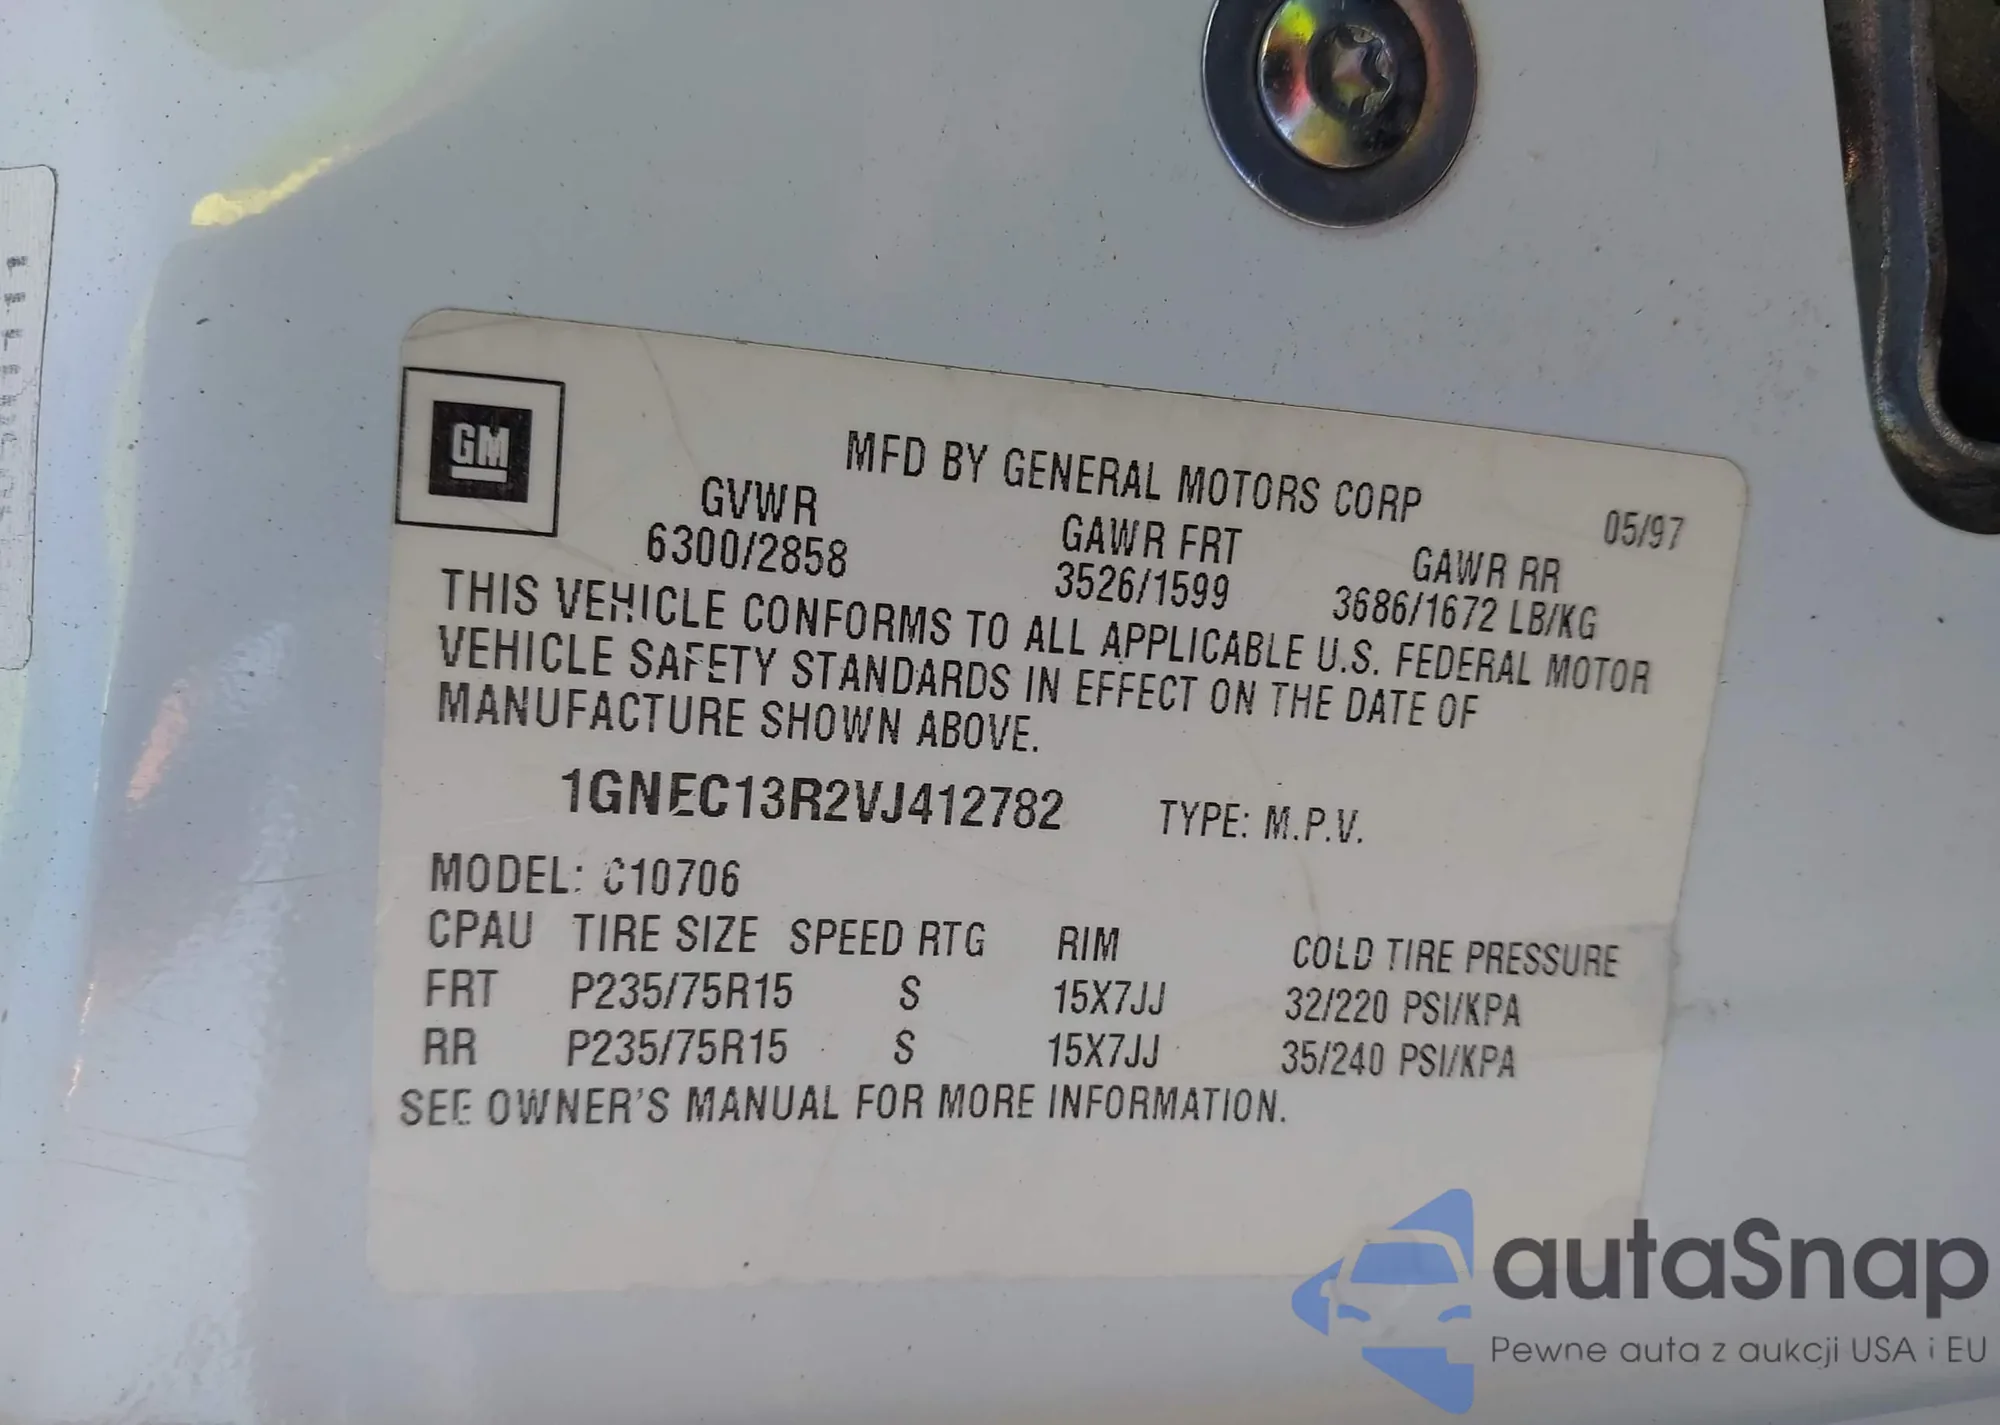 GM
MFD BY GENERAL MOTORS CORP 05/97
GVWR GAWR FRT GAWR RR
6300/2858 3526/1599 3686/1672 LB/KG
THIS VEHICLE CONFORMS TO ALL APPLICABLE U.S. FEDERAL MOTOR
VEHICLE SAFETY STANDARDS IN EFFECT ON THE DATE OF
MANUFACTURE SHOWN ABOVE.
1GNEC13R2VJ412782 TYPE: M.P.V.
MODEL: C10706
CPAU TIRE SIZE SPEED RTG RIM COLD TIRE PRESSURE
FRT P235/75R15 S 15X7JJ 32/220 PSI/KPA
RR P235/75R15 S 15X7JJ 35/240 PSI/KPA
SEE OWNER'S MANUAL FOR MORE INFORMATION.
autaSnap
Pewne auta z aukcji USA i EU